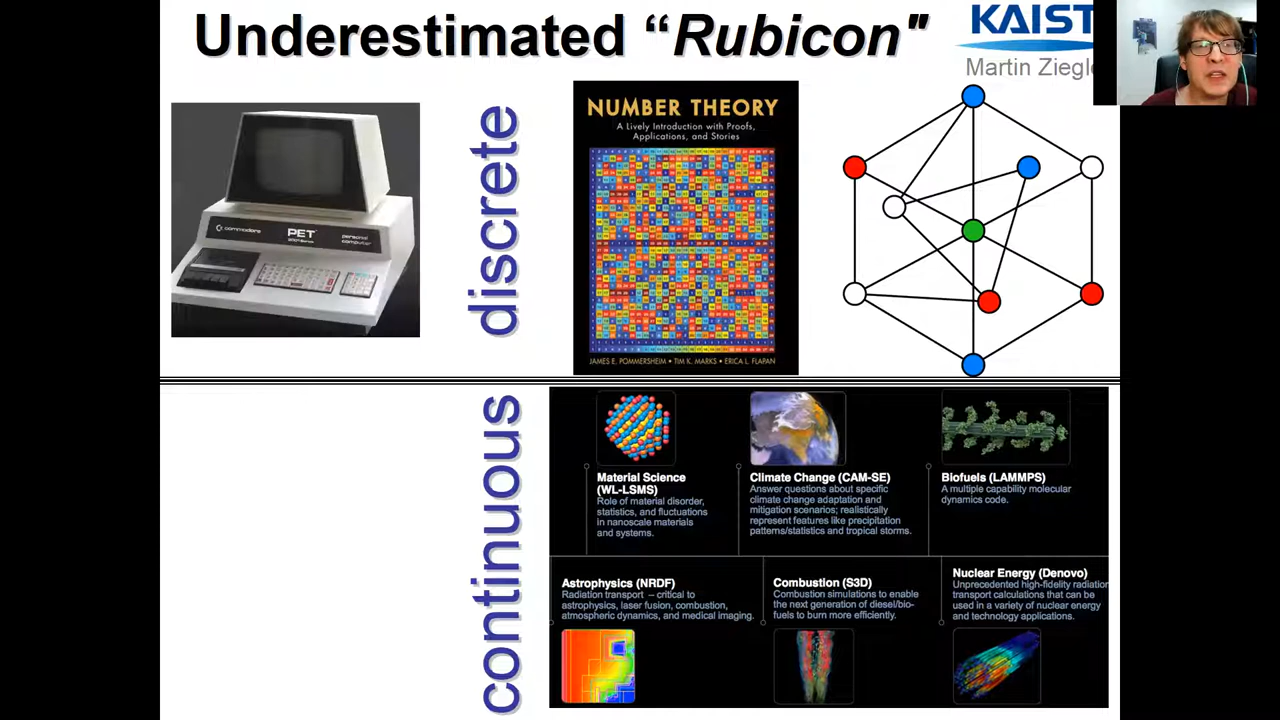 Underestimated “Rubicon"
KAIST
Martin Ziegl
discrete
commodore
PET
personal
computer
NUMBER THEORY
A Lively Introduction with Proofs,
Applications, and Stories
JAMES E. POMMERSHEIM • TIM K. MARKS • ERICA L. FLAPAN
continuous
Material Science
(WL-LSMS)
Role of material disorder,
statistics, and fluctuations
in nanoscale materials
and systems.
Climate Change (CAM-SE)
Answer questions about specific
climate change adaptation and
mitigation scenarios; realistically
represent features like precipitation
patterns/statistics and tropical storms.
Biofuels (LAMMPS)
A multiple capability molecular
dynamics code.
Astrophysics (NRDF)
Radiation transport – critical to
astrophysics, laser fusion, combustion,
atmospheric dynamics, and medical imaging.
Combustion (S3D)
Combustion simulations to enable
the next generation of diesel/bio-
fuels to burn more efficiently.
Nuclear Energy (Denovo)
Unprecedented high-fidelity radiation
transport calculations that can be
used in a variety of nuclear energy
and technology applications.